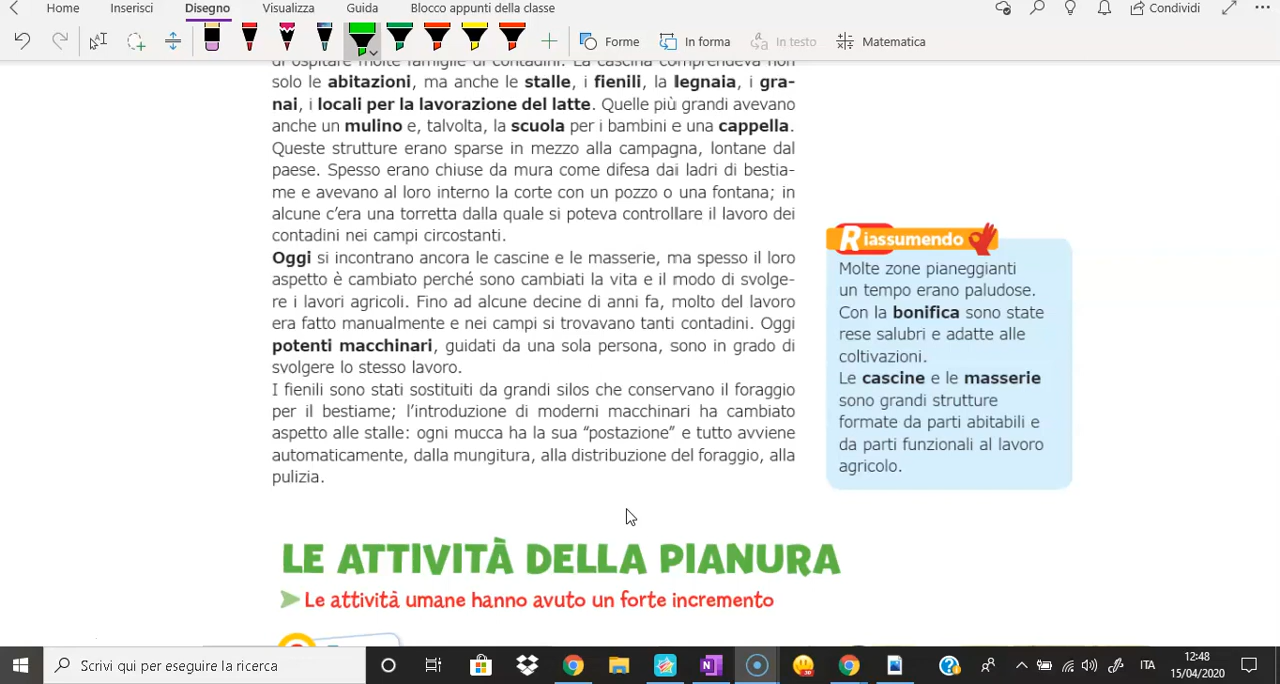 Home Inserisci Disegno Visualizza Guida Blocco appunti della classe Condividi
Forme In forma In testo Matematica
di ospitare molte famiglie di contadini. La cascina comprendeva non
solo le abitazioni, ma anche le stalle, i fienili, la legnaia, i gra-
nai, i locali per la lavorazione del latte. Quelle più grandi avevano
anche un mulino e, talvolta, la scuola per i bambini e una cappella.
Queste strutture erano sparse in mezzo alla campagna, lontane dal
paese. Spesso erano chiuse da mura come difesa dai ladri di bestia-
me e avevano al loro interno la corte con un pozzo o una fontana; in
alcune c'era una torretta dalla quale si poteva controllare il lavoro dei
contadini nei campi circostanti.
Oggi si incontrano ancora le cascine e le masserie, ma spesso il loro
aspetto è cambiato perché sono cambiati la vita e il modo di svolge-
re i lavori agricoli. Fino ad alcune decine di anni fa, molto del lavoro
era fatto manualmente e nei campi si trovavano tanti contadini. Oggi
potenti macchinari, guidati da una sola persona, sono in grado di
svolgere lo stesso lavoro.
I fienili sono stati sostituiti da grandi silos che conservano il foraggio
per il bestiame; l'introduzione di moderni macchinari ha cambiato
aspetto alle stalle: ogni mucca ha la sua "postazione" e tutto avviene
automaticamente, dalla mungitura, alla distribuzione del foraggio, alla
pulizia.
Riassumendo
Molte zone pianeggianti
un tempo erano paludose.
Con la bonifica sono state
rese salubri e adatte alle
coltivazioni.
Le cascine e le masserie
sono grandi strutture
formate da parti abitabili e
da parti funzionali al lavoro
agricolo.
LE ATTIVITÀ DELLA PIANURA
Le attività umane hanno avuto un forte incremento
Scrivi qui per eseguire la ricerca
ITA
12:48
15/04/2020